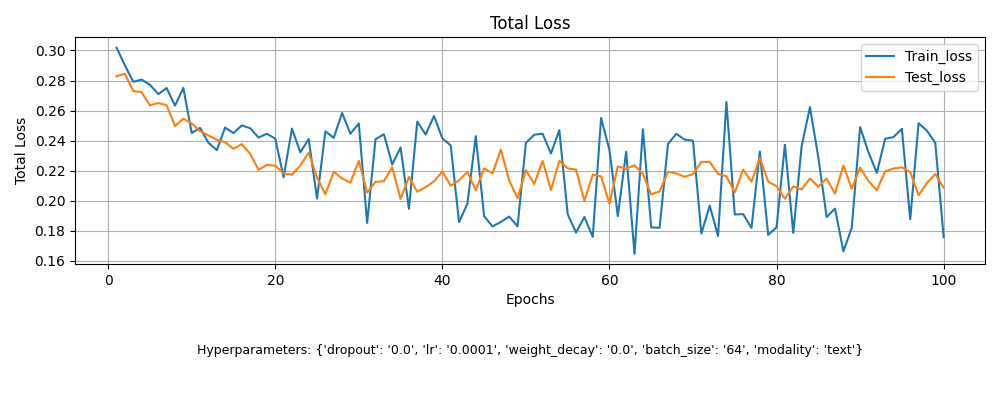 Total Loss
Total Loss
0.30
0.28
0.26
0.24
0.22
0.20
0.18
0.16
Train_loss
Test_loss
0
20
40
60
80
100
Epochs
Hyperparameters: {'dropout': '0.0', 'lr': '0.0001', 'weight_decay': '0.0', 'batch_size': '64', 'modality': 'text'}